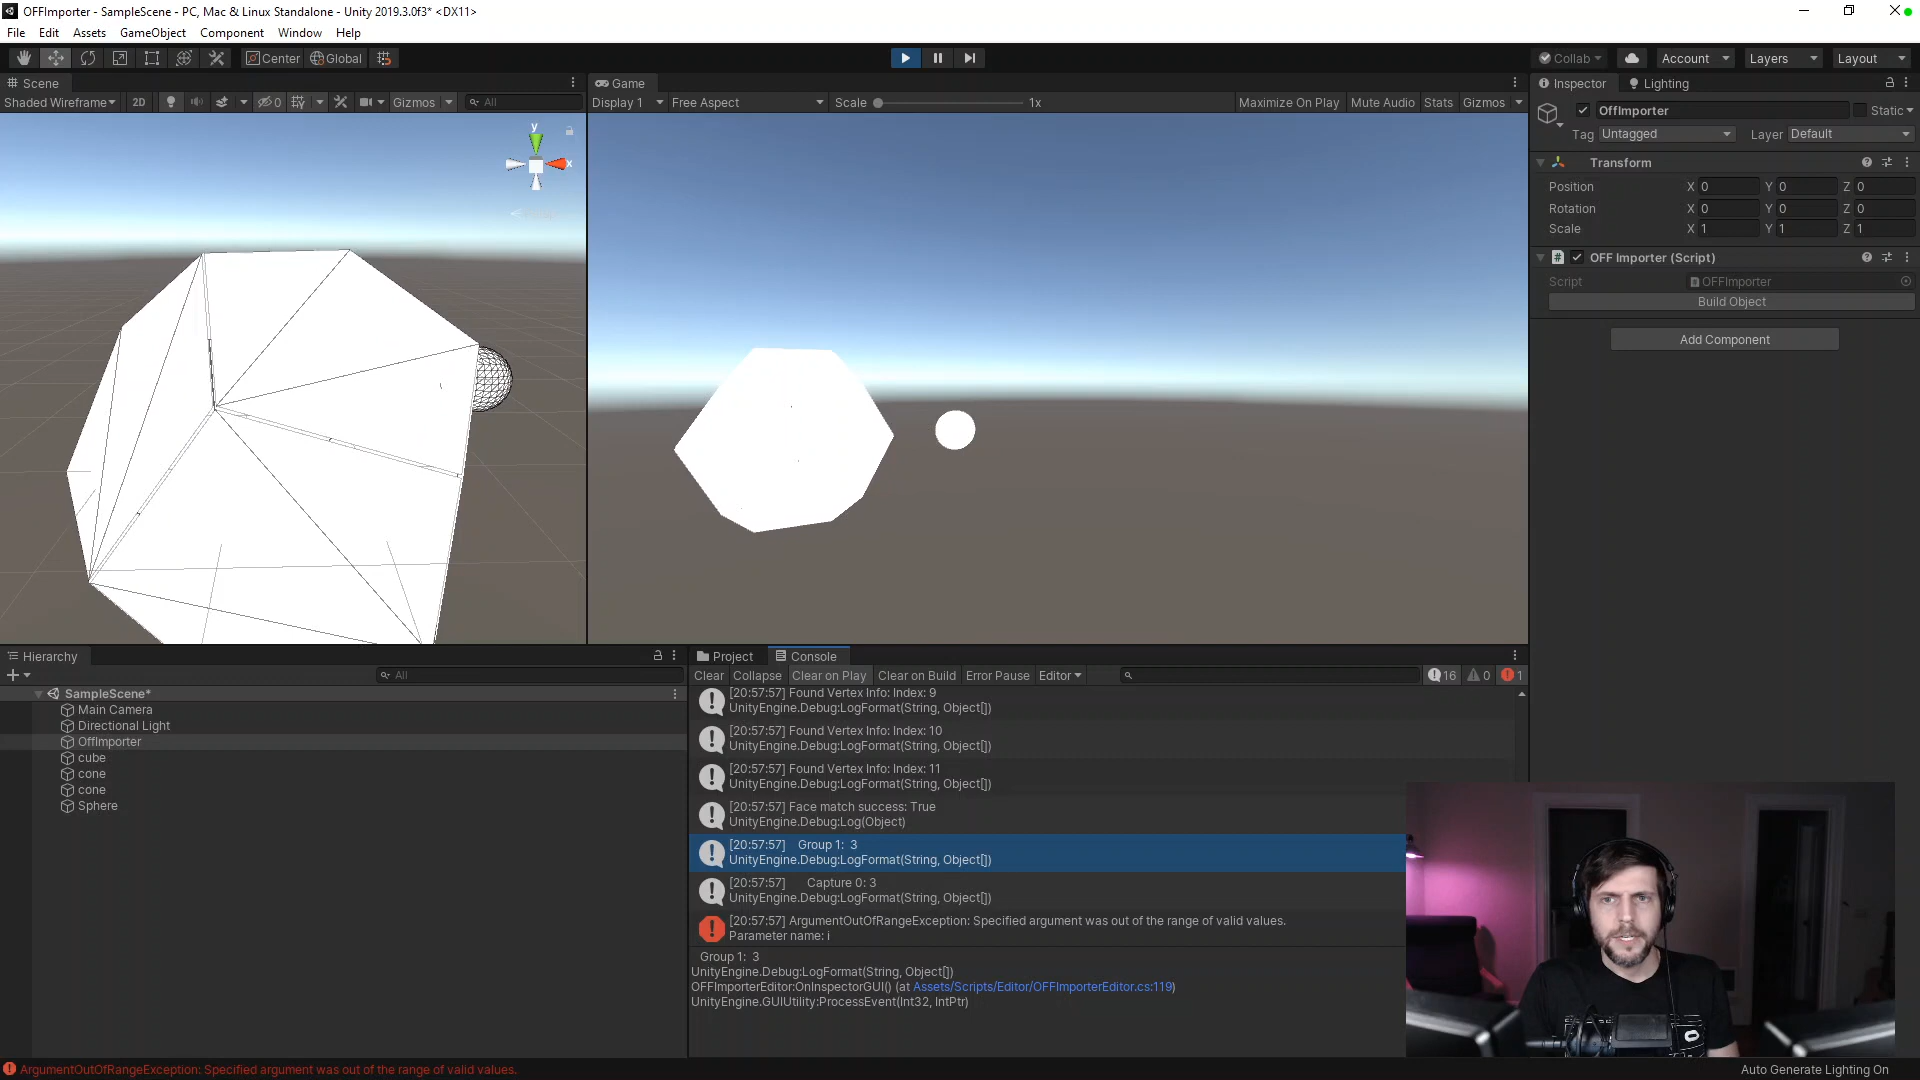 OFFImporter - SampleScene - PC, Mac & Linux Standalone - Unity 2019.3.0f3* <DX11>
File Edit Assets GameObject Component Window Help
Center Global
Collab Account Layers Layout
Scene
Game
Inspector Lighting
Shaded Wireframe 2D 0 Gizmos All
Display 1 Free Aspect Scale 1x Maximize On Play Mute Audio Stats Gizmos
y
x
OffImporter Static
Tag Untagged Layer Default
Transform
Position X 0 Y 0 Z 0
Rotation X 0 Y 0 Z 0
Scale X 1 Y 1 Z 1
OFF Importer (Script)
Script OFFImporter
Build Object
Add Component
Hierarchy
All
SampleScene*
Main Camera
Directional Light
OffImporter
cube
cone
cone
Sphere
Project Console
Clear Collapse Clear on Play Clear on Build Error Pause Editor 16 0 1
[20:57:57] Found Vertex Info: Index: 9
UnityEngine.Debug:LogFormat(String, Object[])
[20:57:57] Found Vertex Info: Index: 10
UnityEngine.Debug:LogFormat(String, Object[])
[20:57:57] Found Vertex Info: Index: 11
UnityEngine.Debug:LogFormat(String, Object[])
[20:57:57] Face match success: True
UnityEngine.Debug:Log(Object)
[20:57:57] Group 1: 3
UnityEngine.Debug:LogFormat(String, Object[])
[20:57:57] Capture 0: 3
UnityEngine.Debug:LogFormat(String, Object[])
[20:57:57] ArgumentOutOfRangeException: Specified argument was out of the range of valid values.
Parameter name: i
Group 1: 3
UnityEngine.Debug:LogFormat(String, Object[])
OFFImporterEditor:OnInspectorGUI() (at Assets/Scripts/Editor/OFFImporterEditor.cs:119)
UnityEngine.GUIUtility:ProcessEvent(Int32, IntPtr)
ArgumentOutOfRangeException: Specified argument was out of the range of valid values.
Auto Generate Lighting On